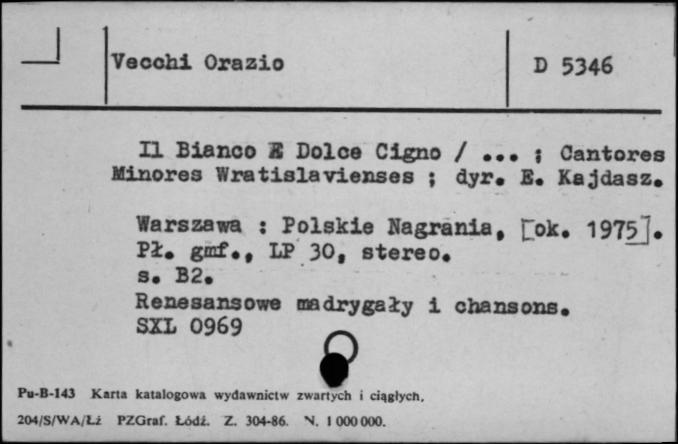 Vecchi Orazio
D 5346
Il Bianco E Dolce Cigno / ... ; Cantores
Minores Wratislavienses ; dyr. E. Kajdasz.
Warszawa : Polskie Nagrania, [ok. 1975].
Pł. gmf., LP 30, stereo.
s. B2.
Renesansowe madrygały i chansons.
SXL 0969
Pu-B-143 Karta katalogowa wydawnictw zwartych i ciągłych.
204/S/WA/Łż PZGraf. Łódź. Z. 304-86. N. 1 000 000.